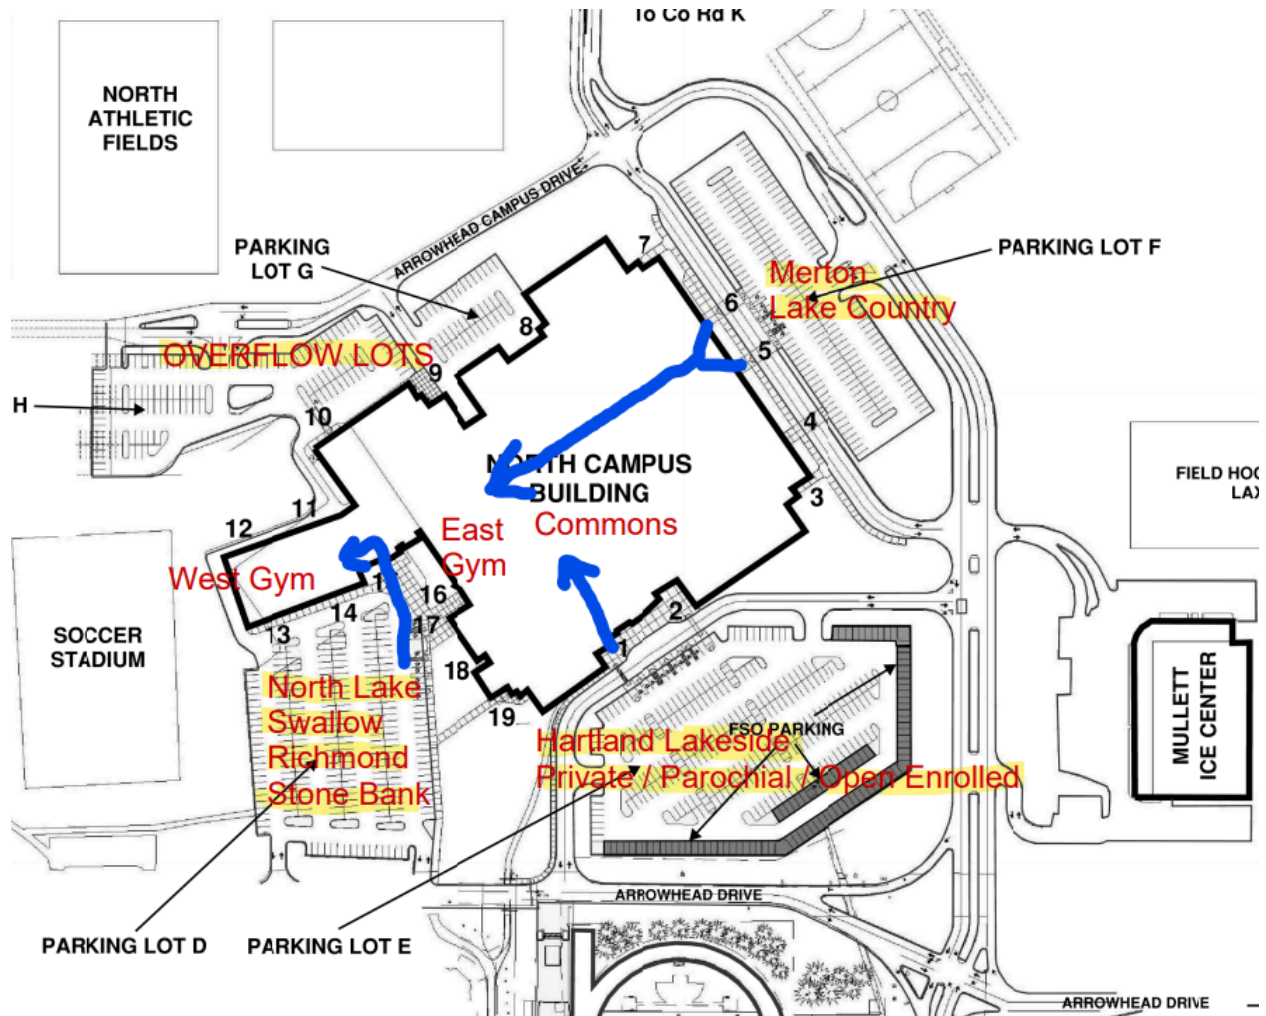 To Co Rd K
NORTH
ATHLETIC
FIELDS
ARROWHEAD CAMPUS DRIVE
PARKING
LOT G
7
PARKING LOT F
Merton
Lake Country
6
8
5
OVERFLOW LOTS
9
H
10
4
NORTH CAMPUS
BUILDING
3
FIELD HOC
LAX
11
12
East
Gym
Commons
West Gym
16
2
14
17
13
1
SOCCER
STADIUM
18
19
North Lake
Swallow
Richmond
Stone Bank
FSO PARKING
Hartland Lakeside
Private / Parochial / Open Enrolled
MULLETT
ICE CENTER
ARROWHEAD DRIVE
PARKING LOT D
PARKING LOT E
ARROWHEAD DRIVE